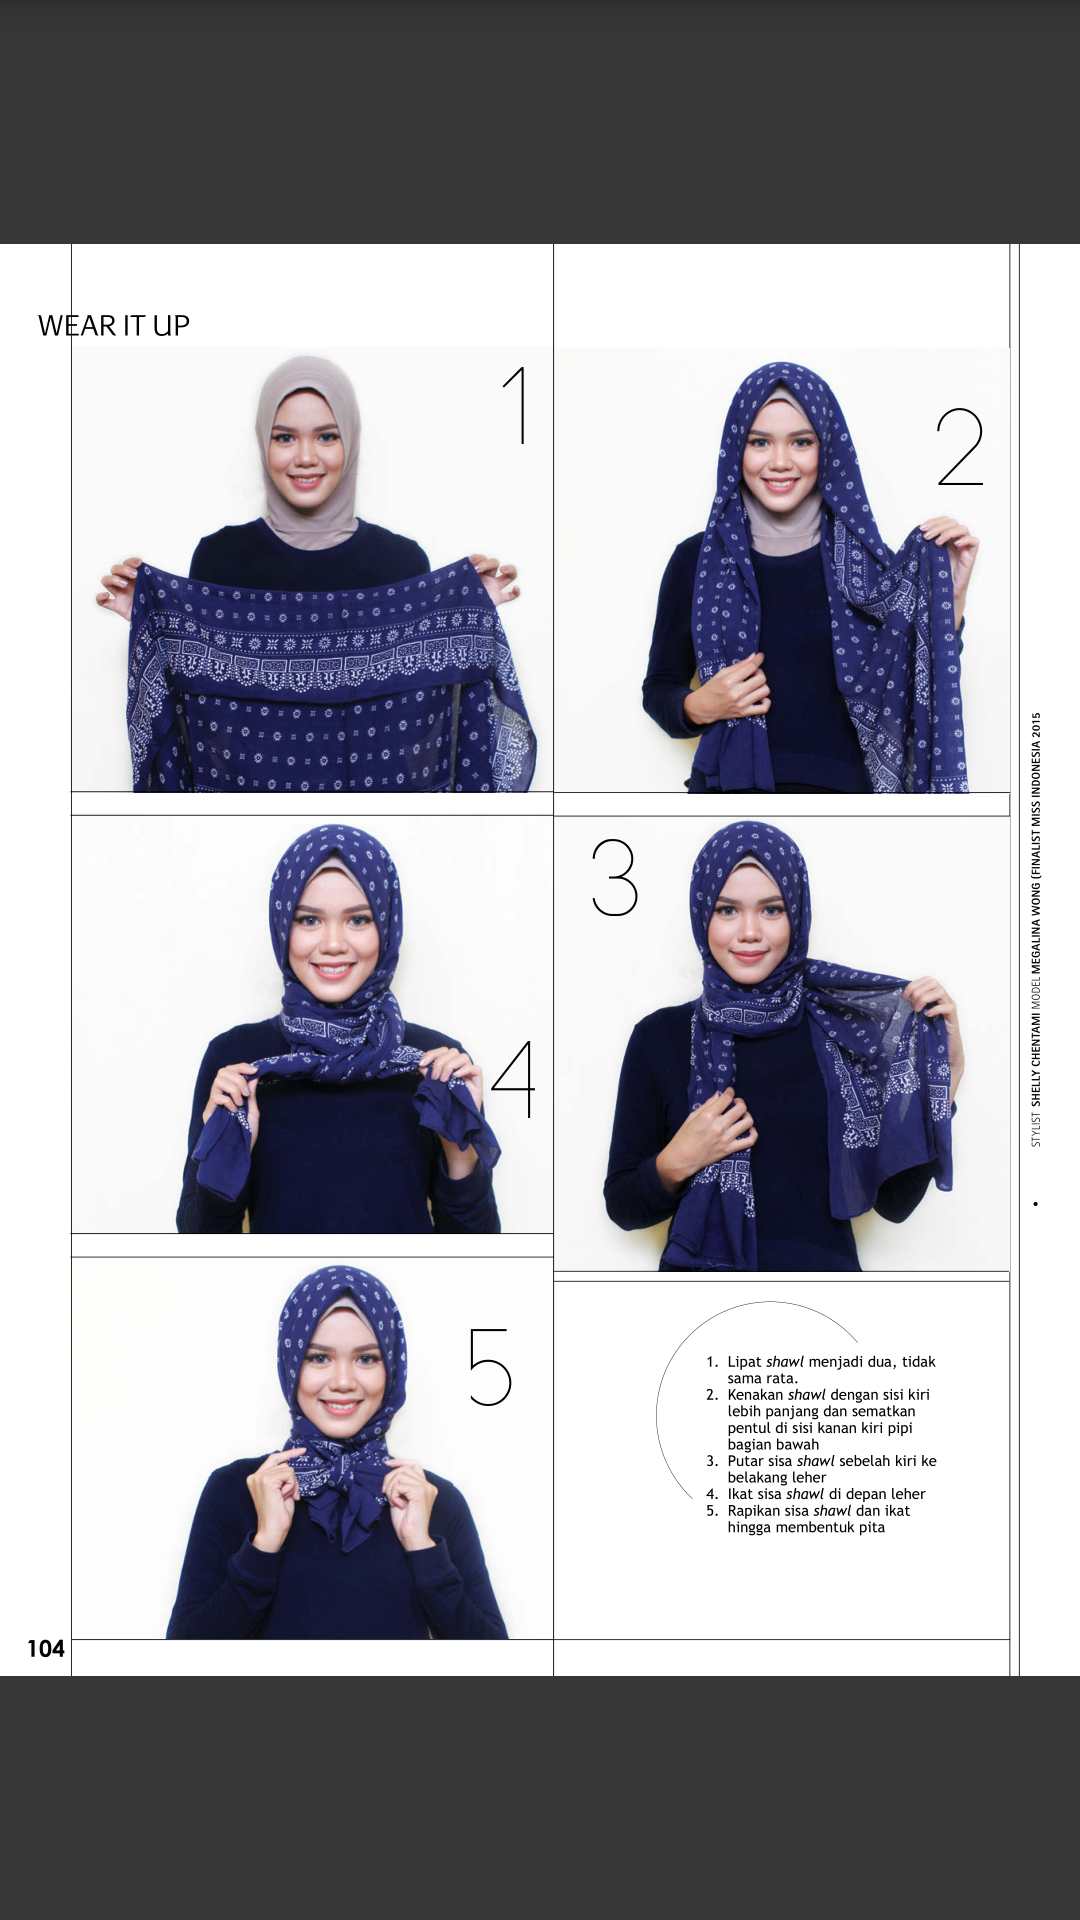 WEAR IT UP
1
2
3
4
5
1. Lipat shawl menjadi dua, tidak
sama rata.
2. Kenakan shawl dengan sisi kiri
lebih panjang dan sematkan
pentul di sisi kanan kiri pipi
bagian bawah
3. Putar sisa shawl sebelah kiri ke
belakang leher
4. Ikat sisa shawl di depan leher
5. Rapikan sisa shawl dan ikat
hingga membentuk pita
STYLIST SHELLY CHENTAMI MODEL MEGALINA WONG (FINALIST MISS INDONESIA 2015
104